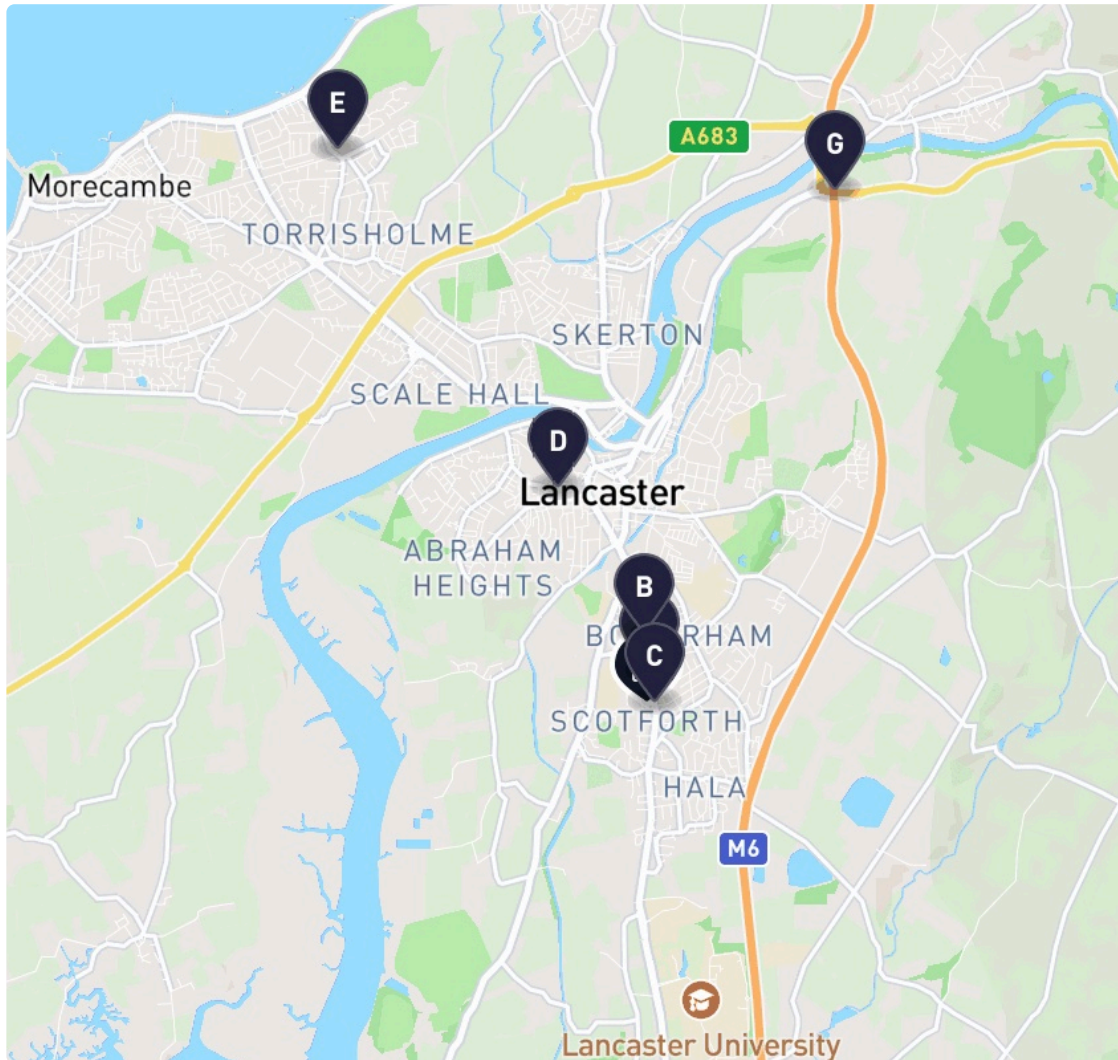 E
A683
G
Morecambe
TORRISHOLME
SKERTON
SCALE HALL
D
Lancaster
ABRAHAM
HEIGHTS
B
C
SCOTFORTH
HALA
M6
Lancaster University